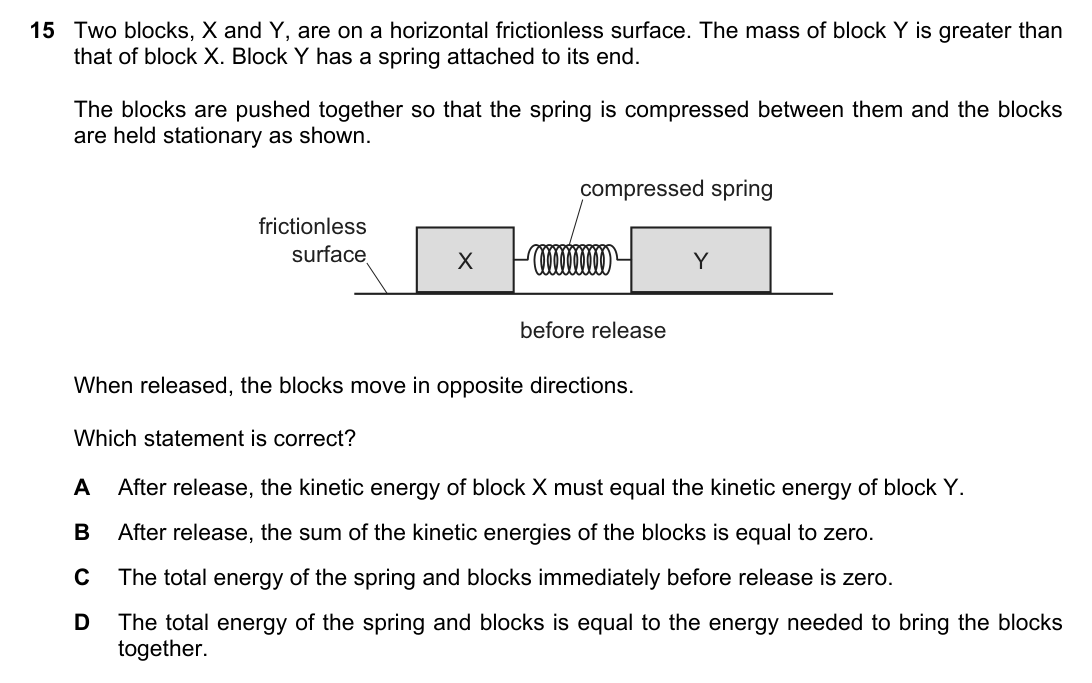 15 Two blocks, X and Y, are on a horizontal frictionless surface. The mass of block Y is greater than
that of block X. Block Y has a spring attached to its end.
The blocks are pushed together so that the spring is compressed between them and the blocks
are held stationary as shown.
compressed spring
frictionless
surface
X
Y
before release
When released, the blocks move in opposite directions.
Which statement is correct?
A After release, the kinetic energy of block X must equal the kinetic energy of block Y.
B After release, the sum of the kinetic energies of the blocks is equal to zero.
C The total energy of the spring and blocks immediately before release is zero.
D The total energy of the spring and blocks is equal to the energy needed to bring the blocks
together.